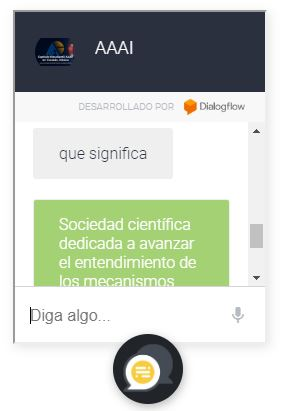 AAAI
DESARROLLADO POR Dialogflow
que significa
Sociedad científica
dedicada a avanzar
el entendimiento de
los mecanismos
Diga algo...